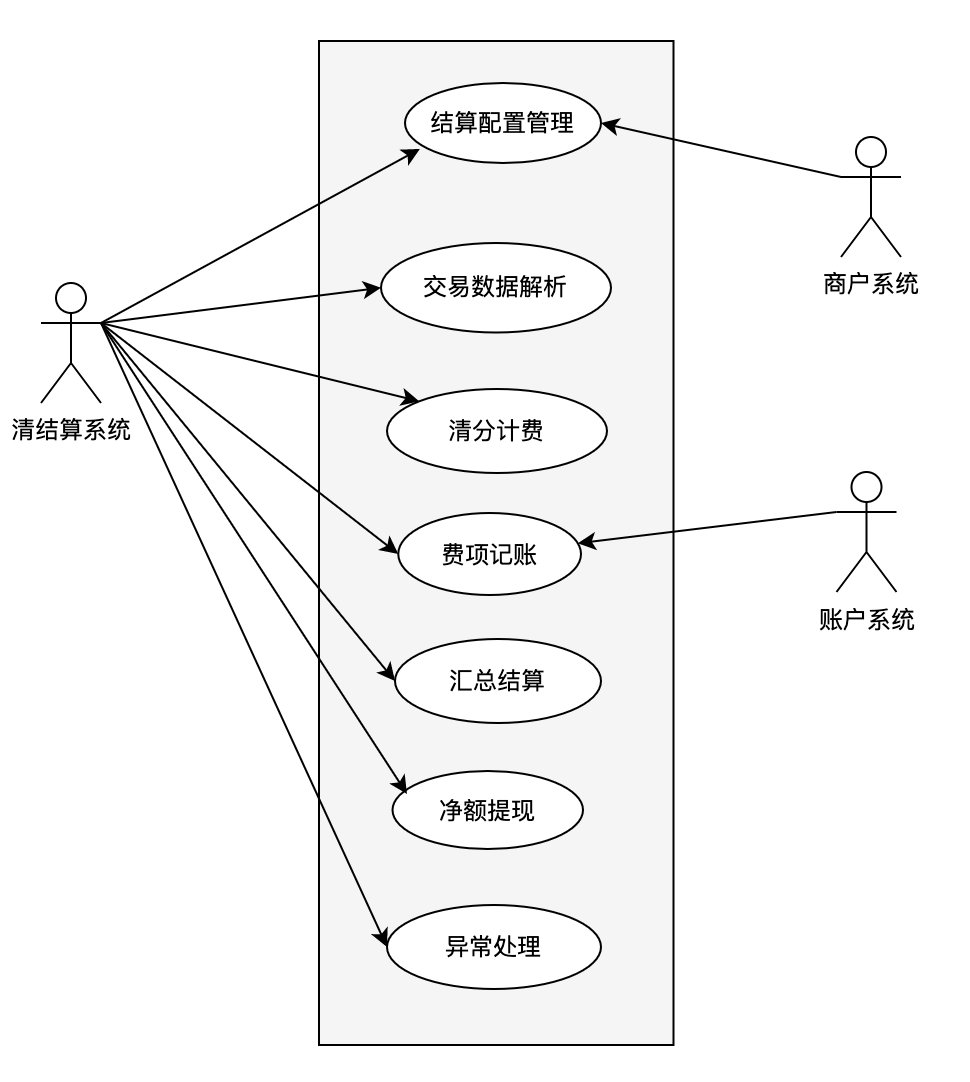 结算配置管理
商户系统
交易数据解析
清结算系统
清分计费
费项记账
账户系统
汇总结算
净额提现
异常处理